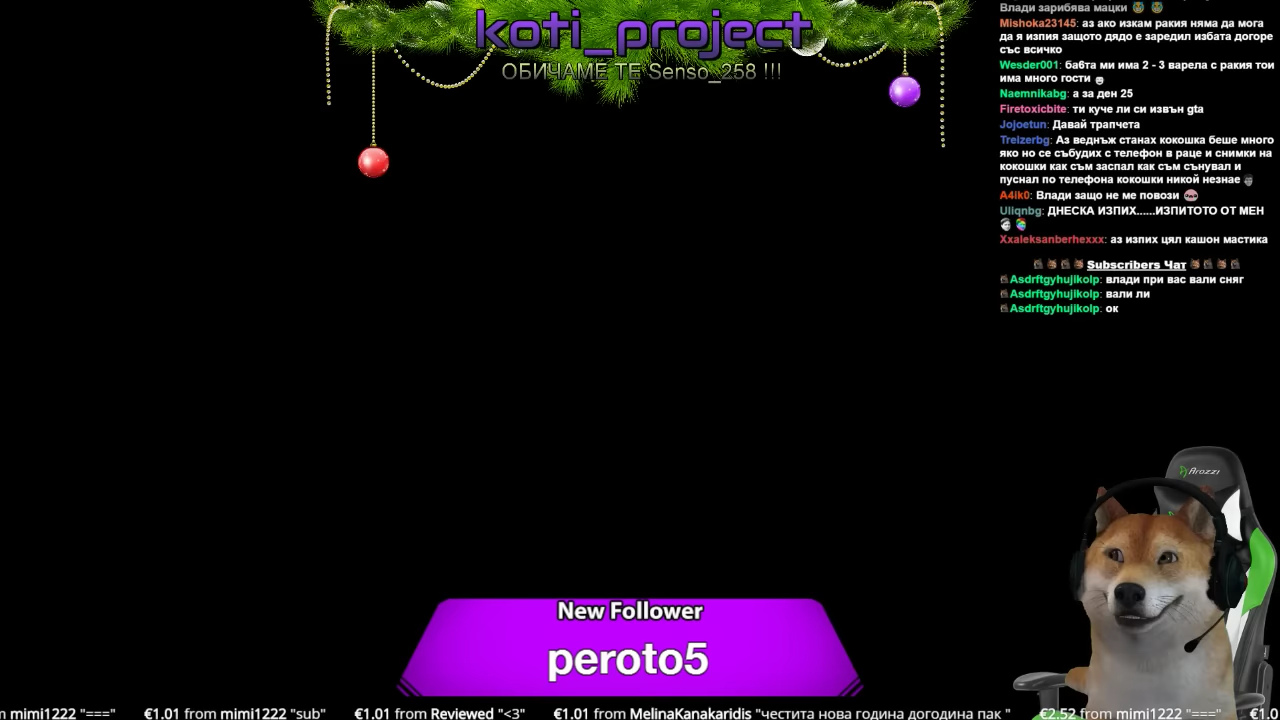 koti_project
ОБИЧАМЕ ТЕ Senso_258 !!!
Влади зарибява мацки
Mishoka23145: аз ако изкам ракия няма да мога
да я изпия защото дядо е заредил избата догоре
със всичко
Wesder001: ба6та ми има 2 - 3 варела с ракия тои
има много гости
Naemnikabg: а за ден 25
Firetoxicbite: ти куче ли си извън gta
Jojoetun: Давай трапчета
Treizerbg: Аз веднъж станах кокошка беше много
яко но се събудих с телефон в раце и снимки на
кокошки как съм заспал как съм сънувал и
пуснал по телефона кокошки никой незнае
A4ik0: Влади защо не ме повози
Uliqnbg: ДНЕСКА ИЗПИХ......ИЗПИТОТО ОТ МЕН
Xxaleksanberhexxx: аз изпих цял кашон мастика
Subscribers Чат
Asdrftgyhujikolp: влади при вас вали сняг
Asdrftgyhujikolp: вали ли
Asdrftgyhujikolp: ок
Arozzi
New Follower
peroto5
m mimi1222 "===" €1.01 from mimi1222 "sub" €1.01 from Reviewed "<3" €1.01 from MelinaKanakaridis "честита нова година догодина пак " €2.52 from mimi1222 "===" €1.0